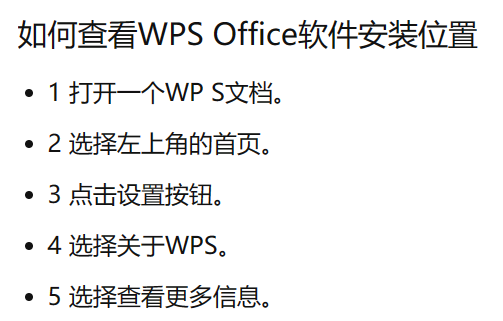 如何查看WPS Office软件安装位置
• 1 打开一个WP S文档。
• 2 选择左上角的首页。
• 3 点击设置按钮。
• 4 选择关于WPS。
• 5 选择查看更多信息。